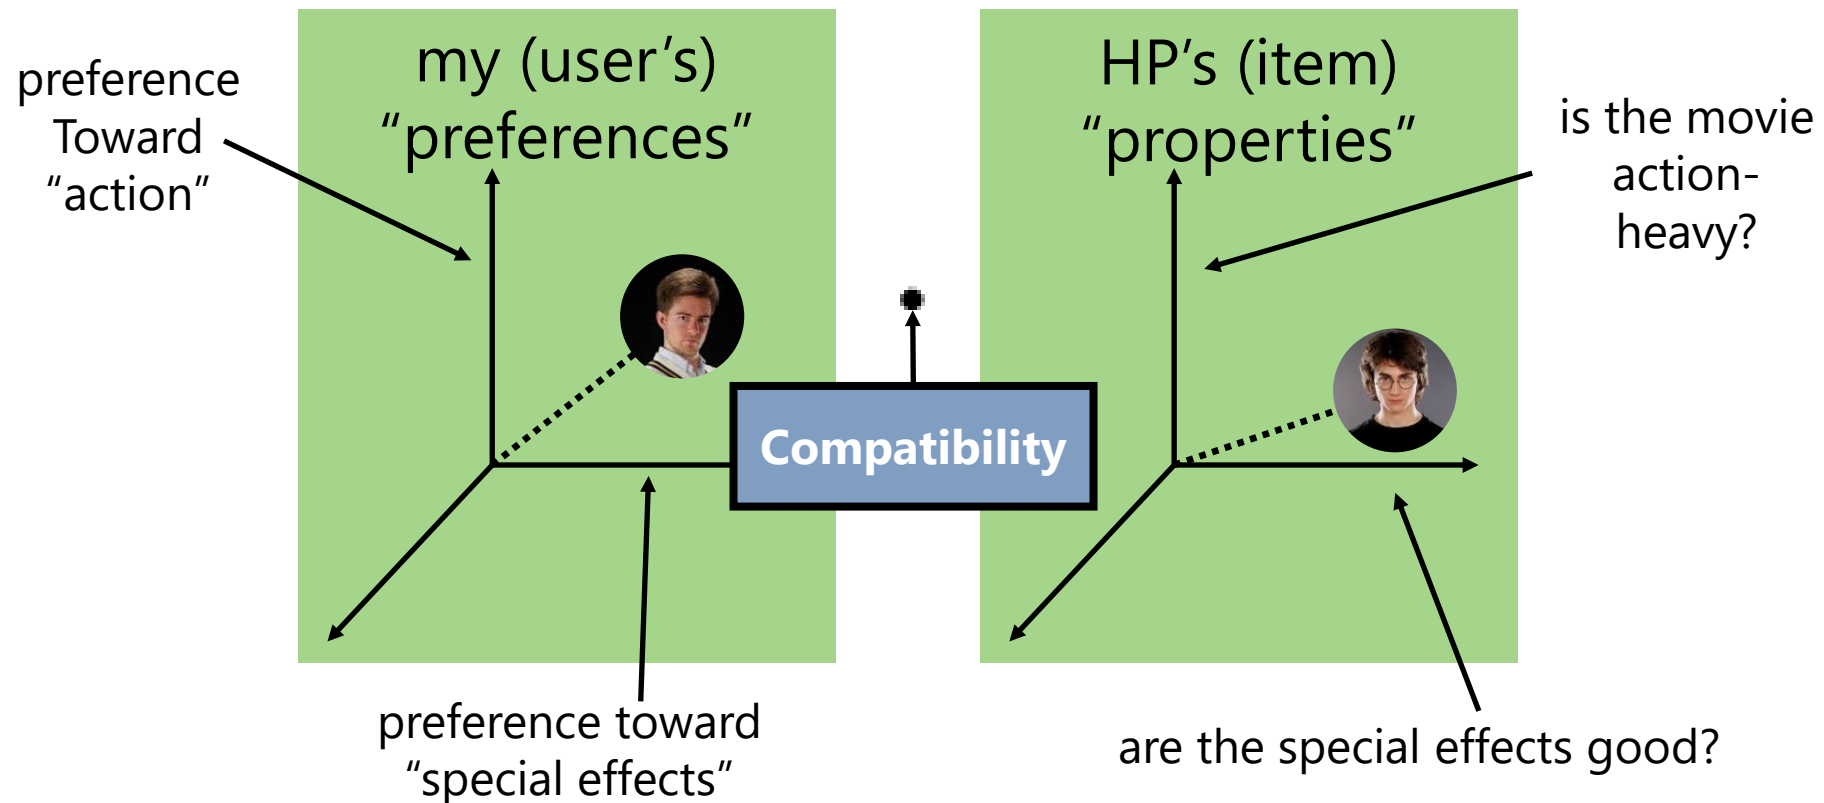 preference
Toward
“action”
my (user’s)
“preferences”
HP’s (item)
“properties”
is the movie
action-
heavy?
Compatibility
preference toward
“special effects”
are the special effects good?